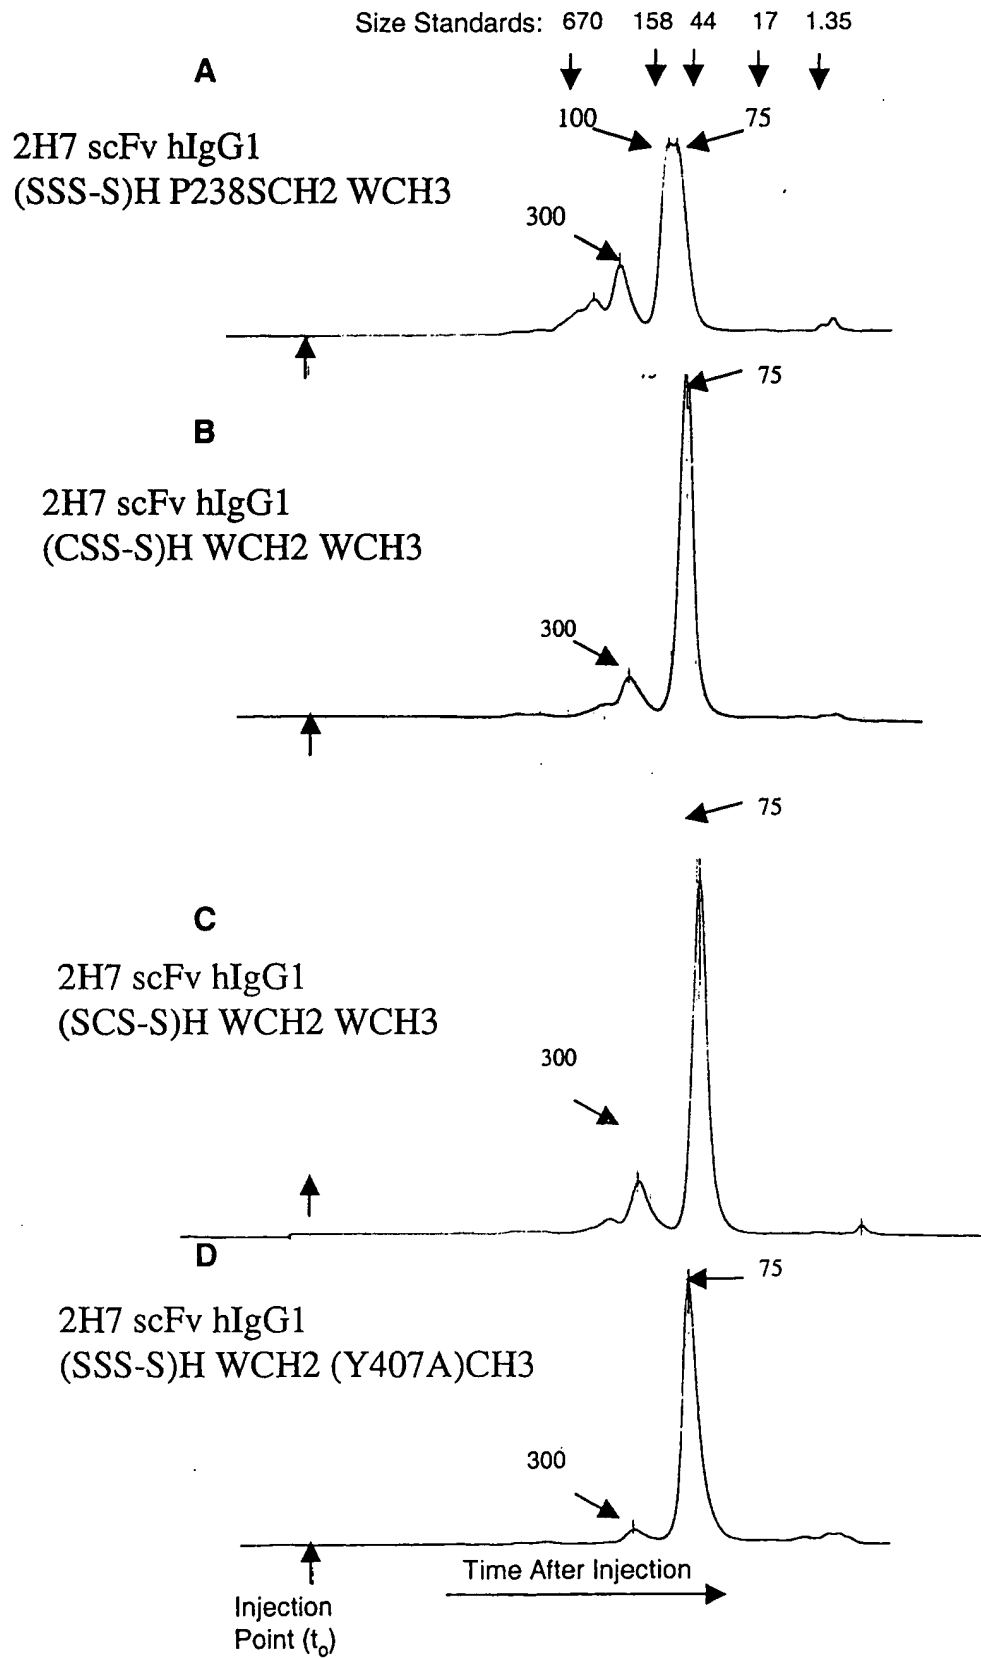 Size Standards: 670 158 44 17 1.35
A
100 75
2H7 scFv hIgG1
(SSS-S)H P238SCH2 WCH3
300
75
B
2H7 scFv hIgG1
(CSS-S)H WCH2 WCH3
300
75
C
2H7 scFv hIgG1
(SCS-S)H WCH2 WCH3
300
D
75
2H7 scFv hIgG1
(SSS-S)H WCH2 (Y407A)CH3
300
Time After Injection
Injection
Point (to)